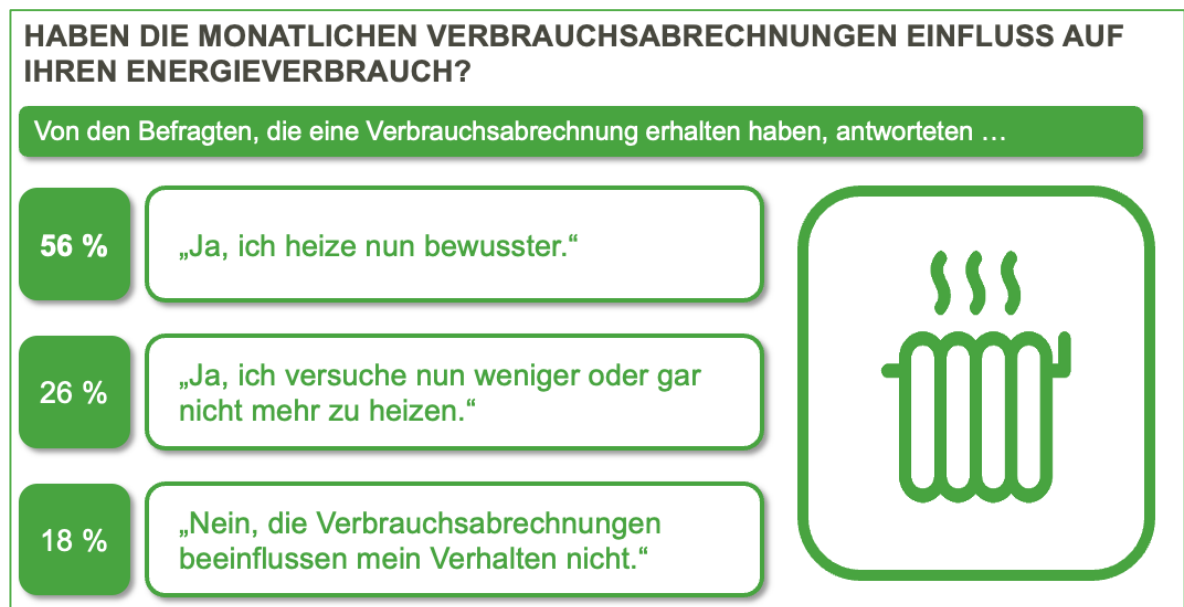 HABEN DIE MONATLICHEN VERBRAUCHSABRECHNUNGEN EINFLUSS AUF
IHREN ENERGIEVERBRAUCH?
Von den Befragten, die eine Verbrauchsabrechnung erhalten haben, antworteten …
56 %
„Ja, ich heize nun bewusster.“
26 %
„Ja, ich versuche nun weniger oder gar
nicht mehr zu heizen.“
18 %
„Nein, die Verbrauchsabrechnungen
beeinflussen mein Verhalten nicht.“